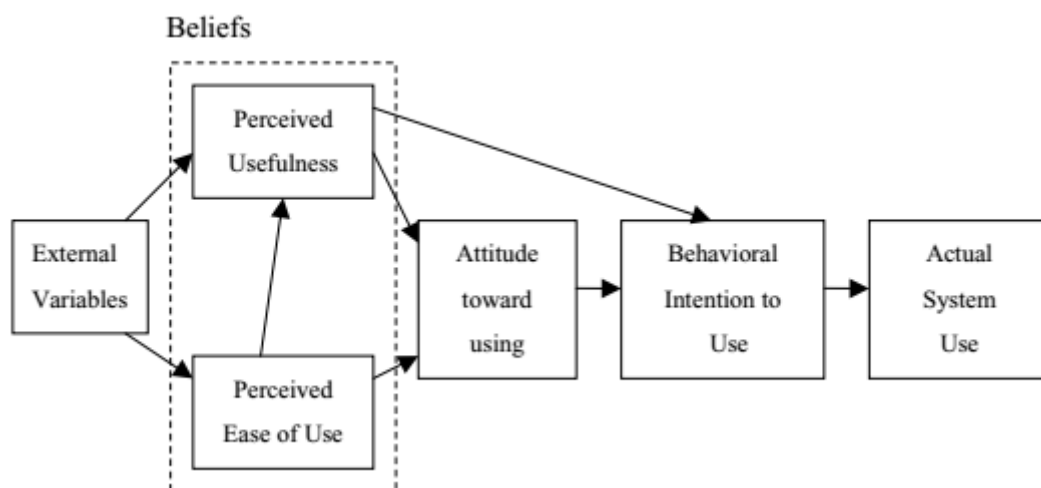 Beliefs
Perceived
Usefulness
External
Variables
Perceived
Ease of Use
Attitude
toward
using
Behavioral
Intention to
Use
Actual
System
Use